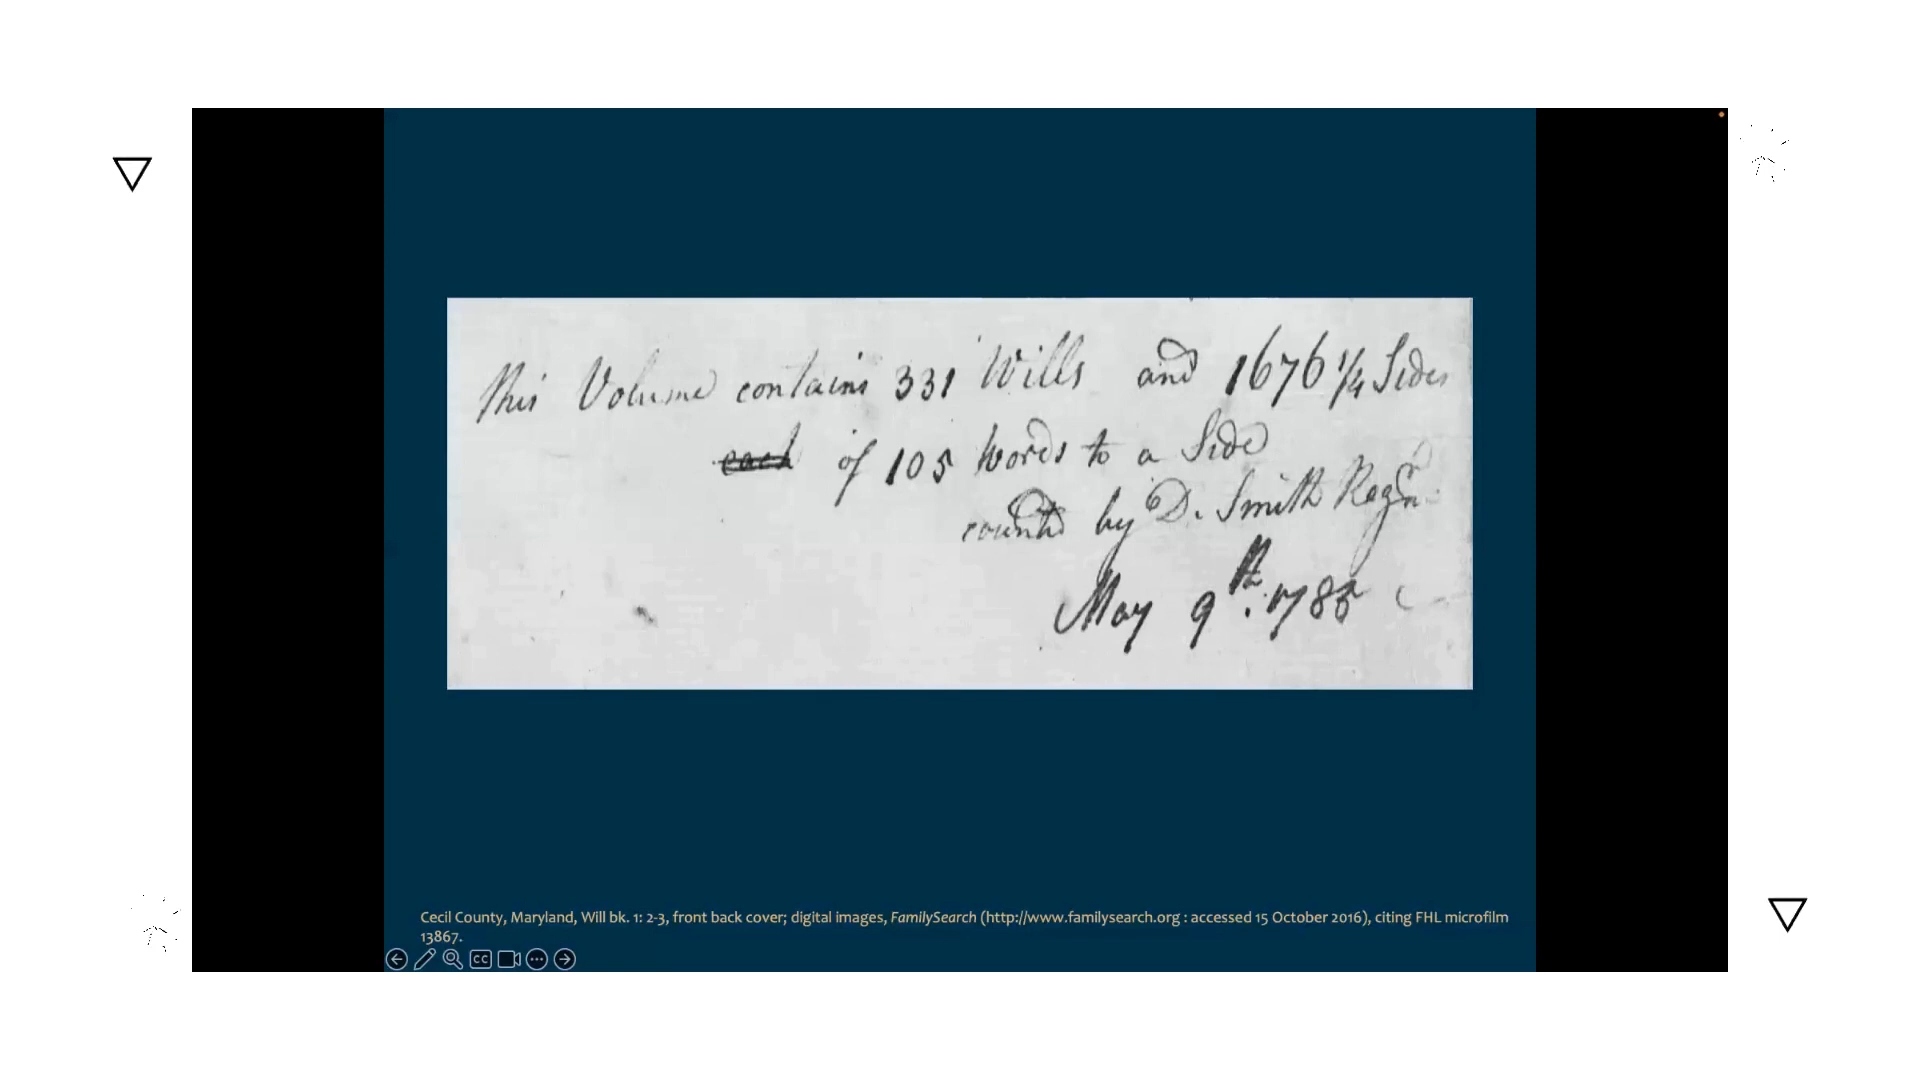 This Volume contains 331 Wills and 1676 1/4 Sides
each of 105 Words to a Side
counted by D. Smith Regr.
May 9th. 1785
Cecil County, Maryland, Will bk. 1: 2-3, front back cover; digital images, FamilySearch (http://www.familysearch.org : accessed 15 October 2016), citing FHL microfilm
13867.
CC